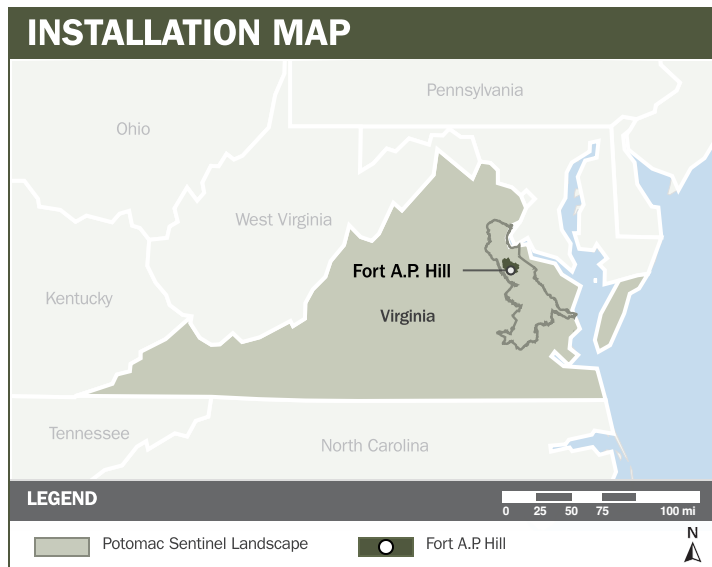 INSTALLATION MAP
Pennsylvania
Ohio
West Virginia
Fort A.P. Hill
Kentucky
Virginia
Tennessee
North Carolina
LEGEND
0 25 50 75 100 mi
Potomac Sentinel Landscape
Fort A.P. Hill
N